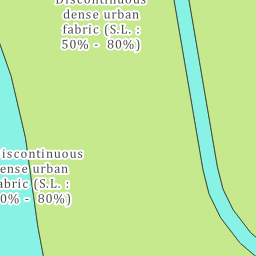 Discontinuous
dense urban
fabric (S.L. :
50% - 80%)
iscontinuous
ense urban
abric (S.L. :
0% - 80%)